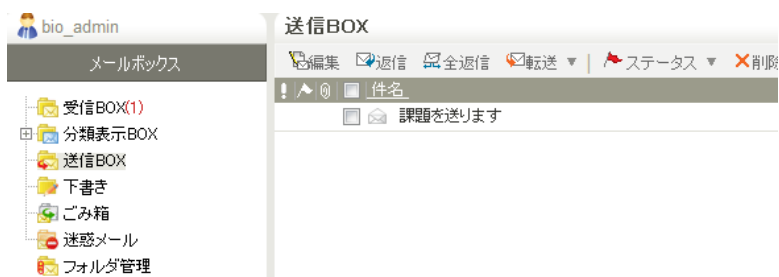 bio_admin
メールボックス
受信BOX(1)
分類表示BOX
送信BOX
下書き
ごみ箱
迷惑メール
フォルダ管理
送信BOX
編集 返信 全返信 転送 ▼ | ステータス ▼ 削除
件名
課題を送ります